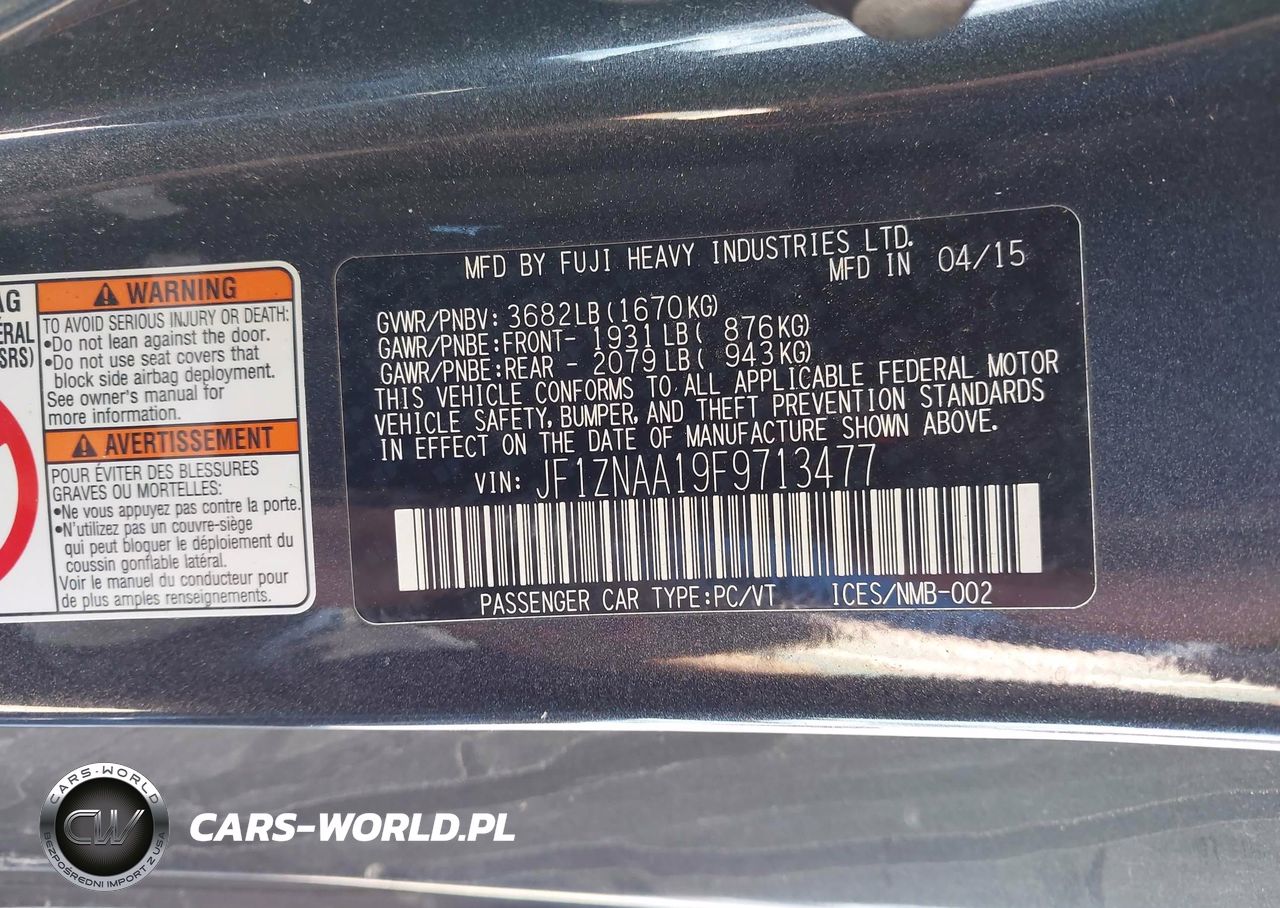 AG
ÉRAL
SRS)
WARNING
TO AVOID SERIOUS INJURY OR DEATH:
•Do not lean against the door.
•Do not use seat covers that
block side airbag deployment.
See owner's manual for
more information.
AVERTISSEMENT
POUR ÉVITER DES BLESSURES
GRAVES OU MORTELLES:
•Ne vous appuyez pas contre la porte.
•N'utilizez pas un couvre-siège
qui peut bloquer le déploiement du
coussin gonflable latéral.
Voir le manuel du conducteur pour
de plus amples renseignements.
MFD BY FUJI HEAVY INDUSTRIES LTD.
MFD IN 04/15
GVWR/PNBV: 3682LB(1670KG)
GAWR/PNBE:FRONT- 1931LB( 876KG)
GAWR/PNBE:REAR - 2079LB( 943KG)
THIS VEHICLE CONFORMS TO ALL APPLICABLE FEDERAL MOTOR
VEHICLE SAFETY, BUMPER, AND THEFT PREVENTION STANDARDS
IN EFFECT ON THE DATE OF MANUFACTURE SHOWN ABOVE.
VIN: JF1ZNAA19F9713477
PASSENGER CAR TYPE:PC/VT ICES/NMB-002
CARS-WORLD
CW
BEZPOŚREDNI IMPORT Z USA
CARS-WORLD.PL